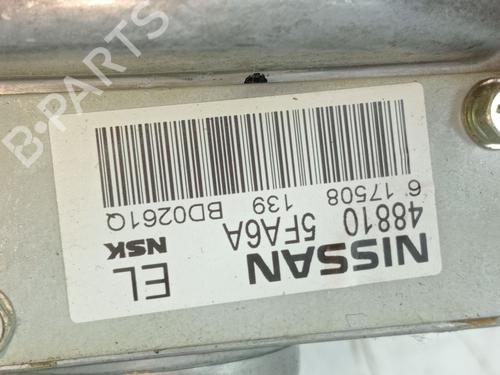 NISSAN EL
48810 5FA6A NSK
6 17508 139 BD0261Q
B-PARTS